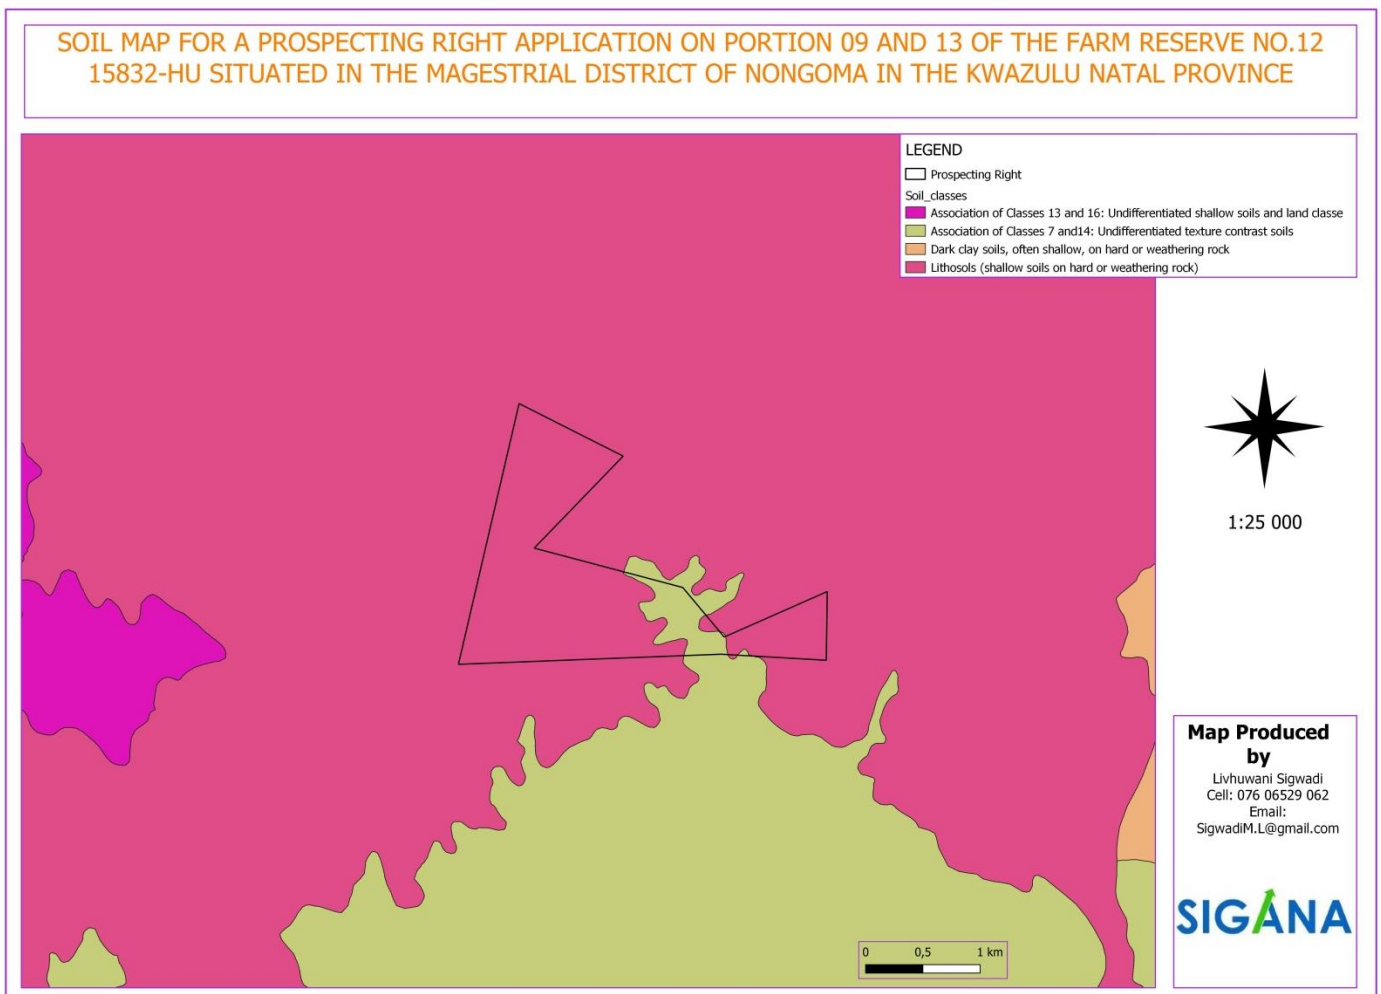 SOIL MAP FOR A PROSPECTING RIGHT APPLICATION ON PORTION 09 AND 13 OF THE FARM RESERVE NO.12
15832-HU SITUATED IN THE MAGESTRIAL DISTRICT OF NONGOMA IN THE KWAZULU NATAL PROVINCE
LEGEND
Prospecting Right
Soil_classes
Association of Classes 13 and 16: Undifferentiated shallow soils and land classe
Association of Classes 7 and14: Undifferentiated texture contrast soils
Dark clay soils, often shallow, on hard or weathering rock
Lithosols (shallow soils on hard or weathering rock)
1:25 000
Map Produced
by
Livhuwani Sigwadi
Cell: 076 06529 062
Email:
SigwadiM.L@gmail.com
SIGANA
0 0,5 1 km